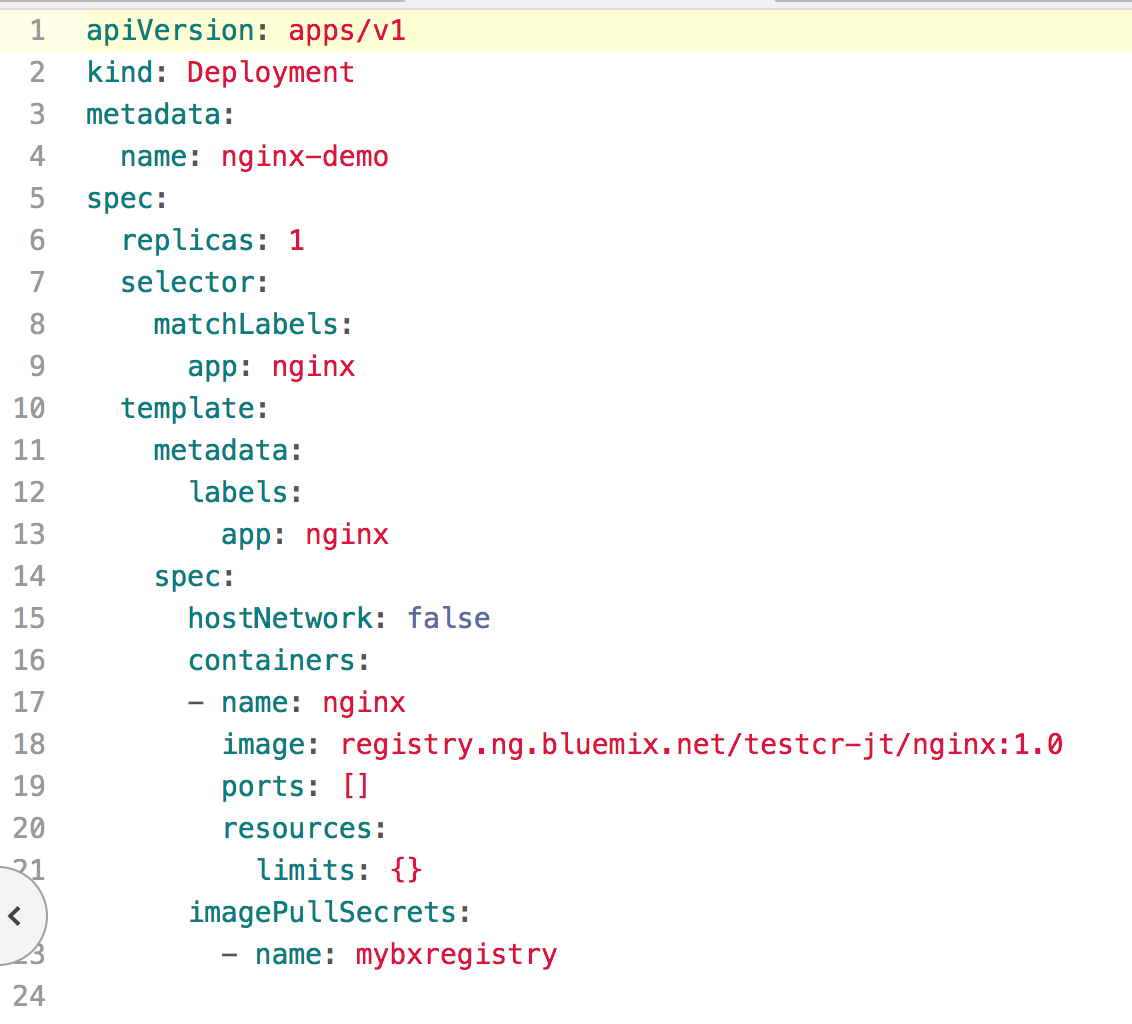 1 apiVersion: apps/v1
2 kind: Deployment
3 metadata:
4   name: nginx-demo
5 spec:
6   replicas: 1
7   selector:
8     matchLabels:
9       app: nginx
10   template:
11     metadata:
12       labels:
13         app: nginx
14     spec:
15       hostNetwork: false
16       containers:
17       - name: nginx
18         image: registry.ng.bluemix.net/testcr-jt/nginx:1.0
19         ports: []
20         resources:
21           limits: {}
       imagePullSecrets:
23         - name: mybxregistry
24